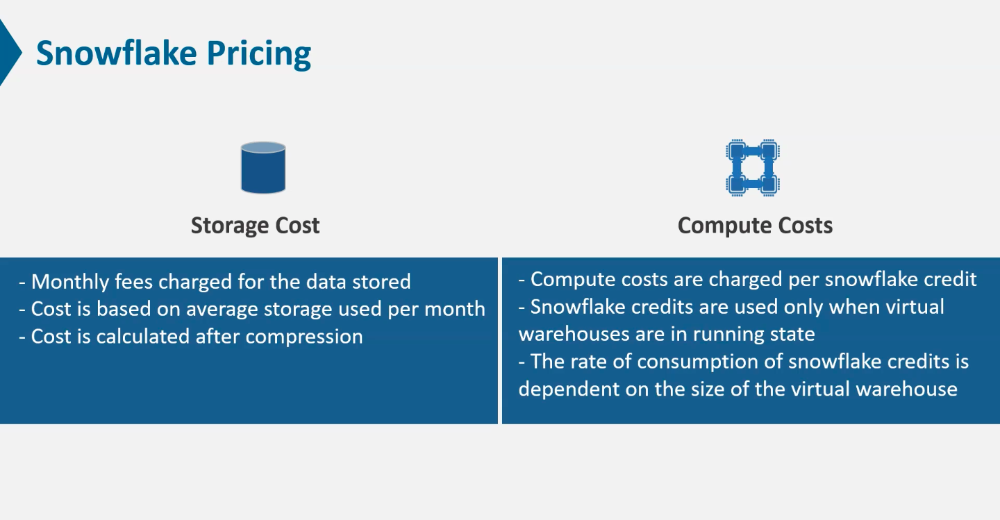 Snowflake Pricing
Storage Cost
- Monthly fees charged for the data stored
- Cost is based on average storage used per month
- Cost is calculated after compression
Compute Costs
- Compute costs are charged per snowflake credit
- Snowflake credits are used only when virtual
warehouses are in running state
- The rate of consumption of snowflake credits is
dependent on the size of the virtual warehouse